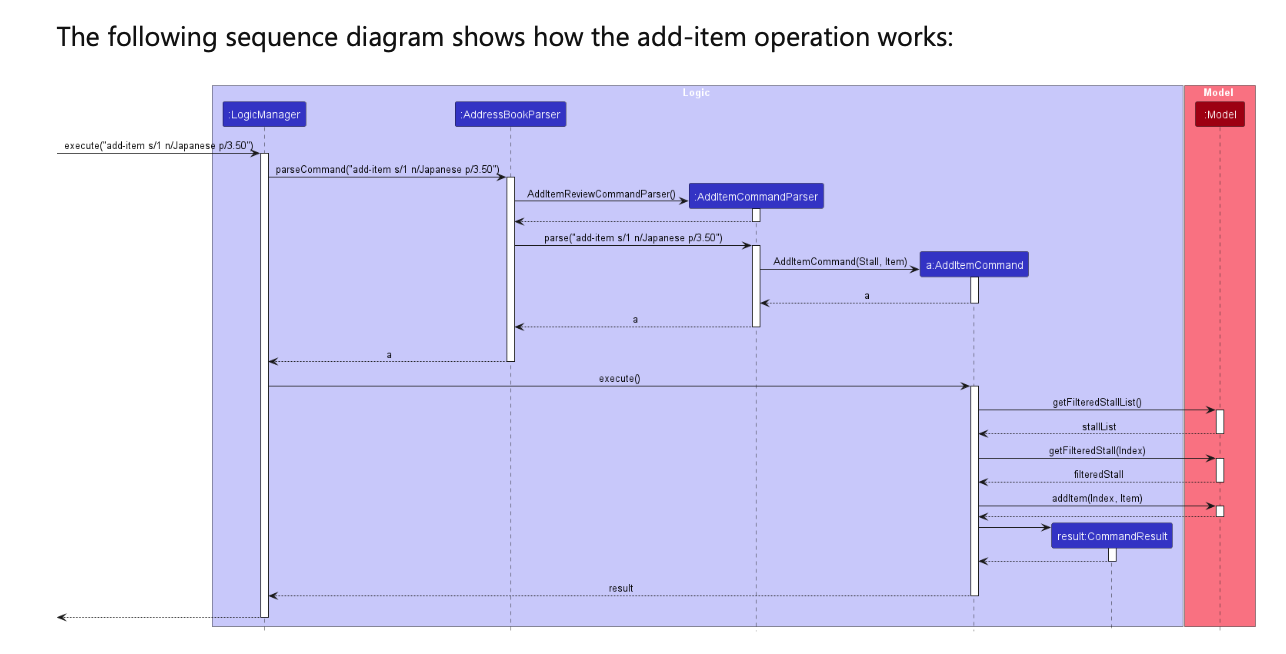 The following sequence diagram shows how the add-item operation works:
Logic
Model
:LogicManager
:AddressBookParser
:Model
execute("add-item s/1 n/Japanese p/3.50")
parseCommand("add-item s/1 n/Japanese p/3.50")
AddItemReviewCommandParser()
:AddItemCommandParser
parse("add-item s/1 n/Japanese p/3.50")
AddItemCommand(Stall, Item)
a:AddItemCommand
a
a
a
execute()
getFilteredStallList()
stallList
getFilteredStall(Index)
filteredStall
addItem(Index, Item)
result:CommandResult
result